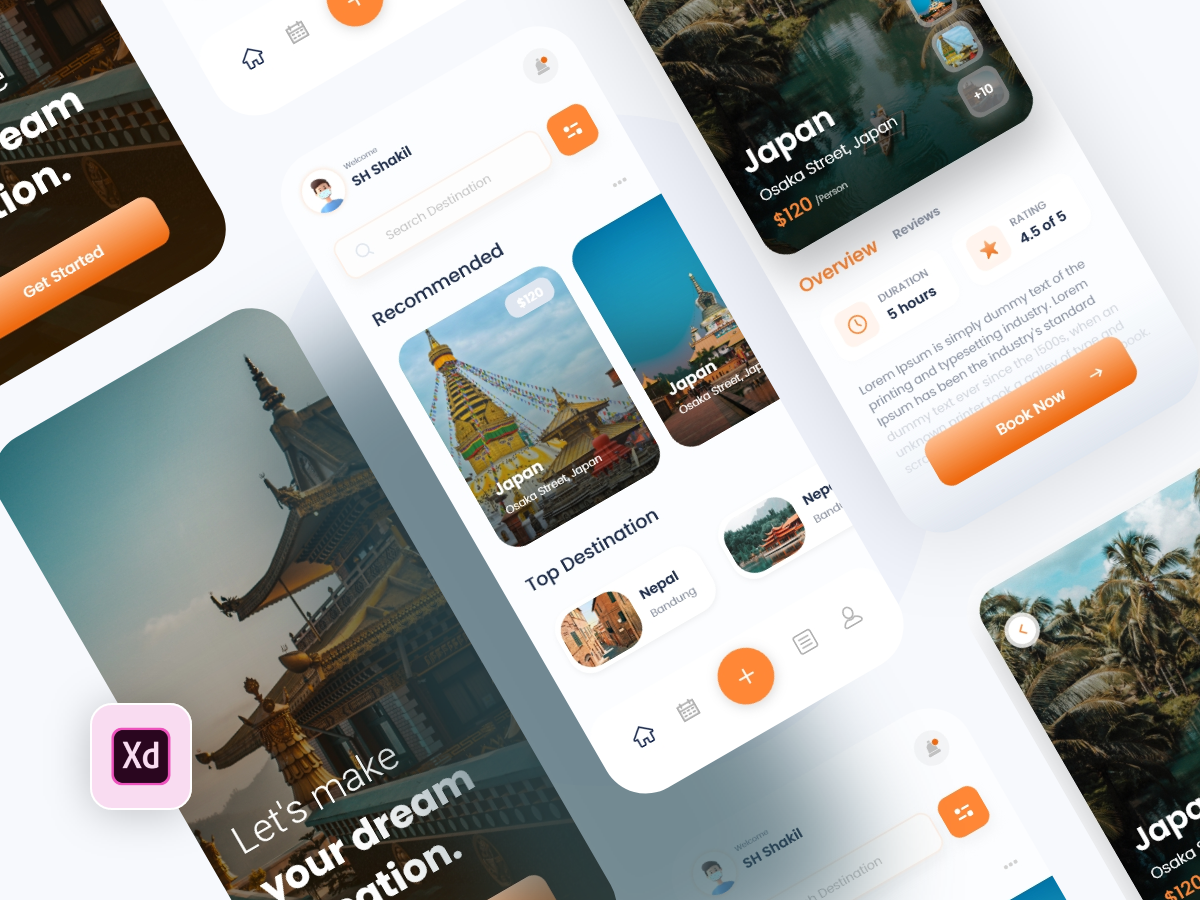 eam
tion.
Get Started
Welcome
SH Shakil
Search Destination
Recommended
$120
Japan
Osaka Street, Japan
Japan
Osaka Street, Jap
Top Destination
Nepal
Bandung
Nep
Band
+10
Japan
Osaka Street, Japan
$120 /Person
Overview
Reviews
DURATION
5 hours
RATING
4.5 of 5
Lorem Ipsum is simply dummy text of the
printing and typesetting industry. Lorem
Ipsum has been the industry's standard
dummy text ever since the 1500s, when an
unknown printer took a galley of type and
scr
book.
Book Now
Xd
Let's make
your dream
ation.
Welcome
SH Shakil
h Destination
Japa
Osaka S
$120